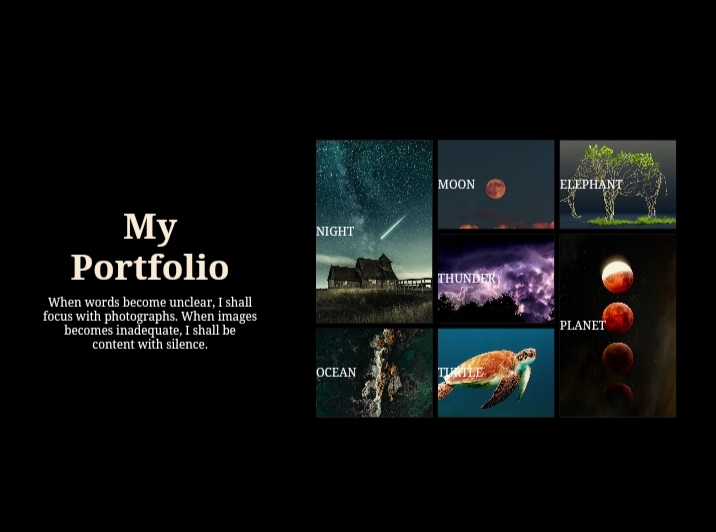 My
Portfolio
When words become unclear, I shall
focus with photographs. When images
becomes inadequate, I shall be
content with silence.
NIGHT
MOON
ELEPHANT
THUNDER
PLANET
OCEAN
TURTLE